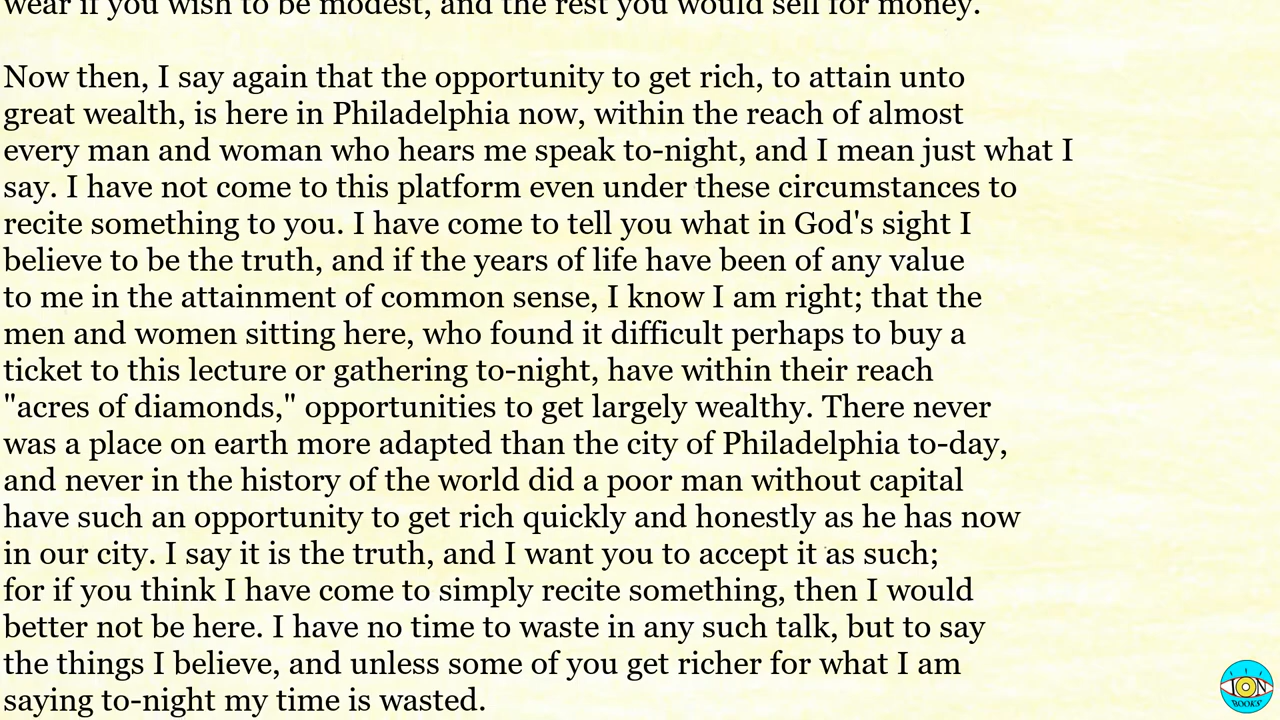 wear if you wish to be modest, and the rest you would sell for money.
Now then, I say again that the opportunity to get rich, to attain unto
great wealth, is here in Philadelphia now, within the reach of almost
every man and woman who hears me speak to-night, and I mean just what I
say. I have not come to this platform even under these circumstances to
recite something to you. I have come to tell you what in God's sight I
believe to be the truth, and if the years of life have been of any value
to me in the attainment of common sense, I know I am right; that the
men and women sitting here, who found it difficult perhaps to buy a
ticket to this lecture or gathering to-night, have within their reach
"acres of diamonds," opportunities to get largely wealthy. There never
was a place on earth more adapted than the city of Philadelphia to-day,
and never in the history of the world did a poor man without capital
have such an opportunity to get rich quickly and honestly as he has now
in our city. I say it is the truth, and I want you to accept it as such;
for if you think I have come to simply recite something, then I would
better not be here. I have no time to waste in any such talk, but to say
the things I believe, and unless some of you get richer for what I am
saying to-night my time is wasted.
ION
BOOKS